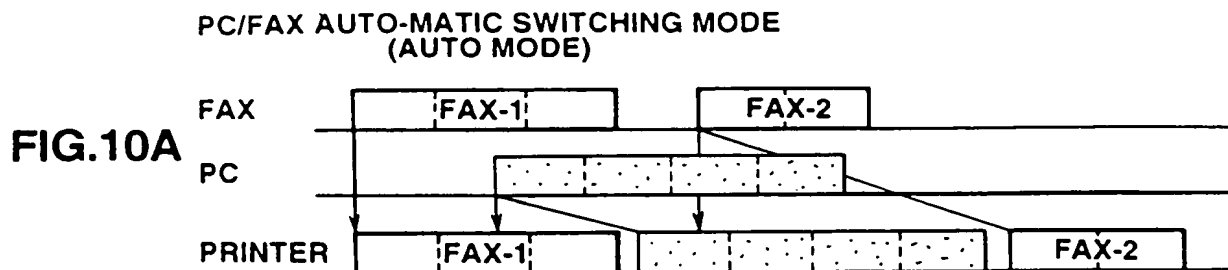 PC/FAX AUTO-MATIC SWITCHING MODE
(AUTO MODE)
FAX FAX-1 FAX-2
FIG.10A
PC
PRINTER FAX-1 FAX-2